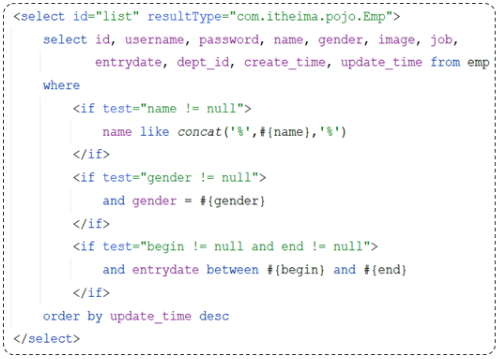 <select id="list" resultType="com.itheima.pojo.Emp">
select id, username, password, name, gender, image, job,
entrydate, dept_id, create_time, update_time from emp
where
<if test="name != null">
name like concat('%',#{name},'%')
</if>
<if test="gender != null">
and gender = #{gender}
</if>
<if test="begin != null and end != null">
and entrydate between #{begin} and #{end}
</if>
order by update_time desc
</select>